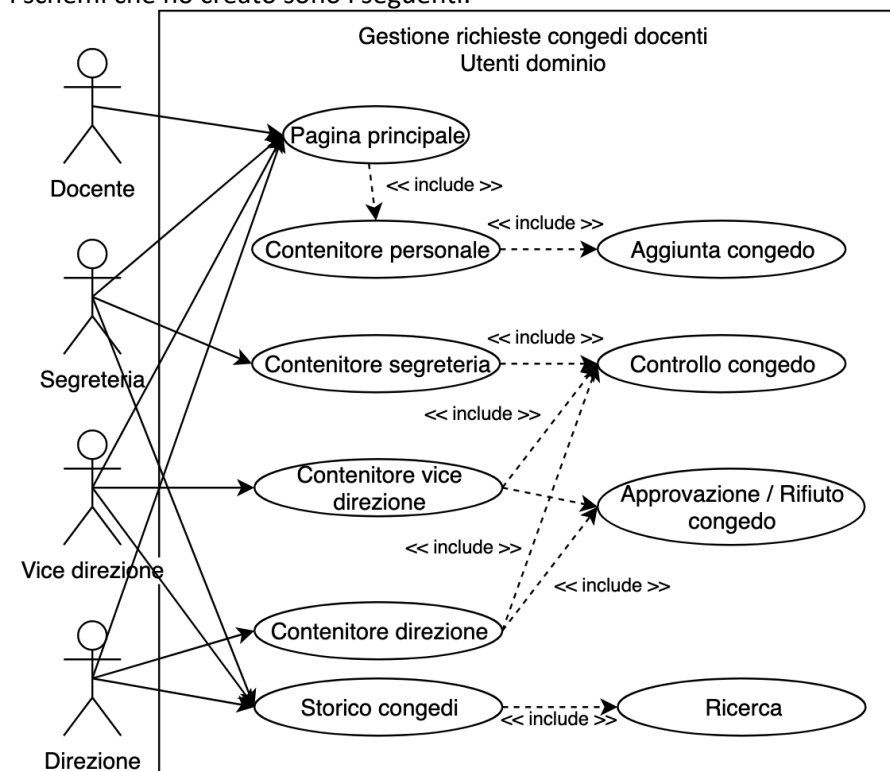 I schemi che ho creato sono i seguenti:
Gestione richieste congedi docenti
Utenti dominio
Docente
Pagina principale
<< include >>
Contenitore personale
<< include >>
Aggiunta congedo
Segreteria
Contenitore segreteria
<< include >>
Controllo congedo
<< include >>
Vice direzione
Contenitore vice
direzione
Approvazione / Rifiuto
congedo
<< include >>
<< include >>
Direzione
Contenitore direzione
Storico congedi
<< include >>
Ricerca